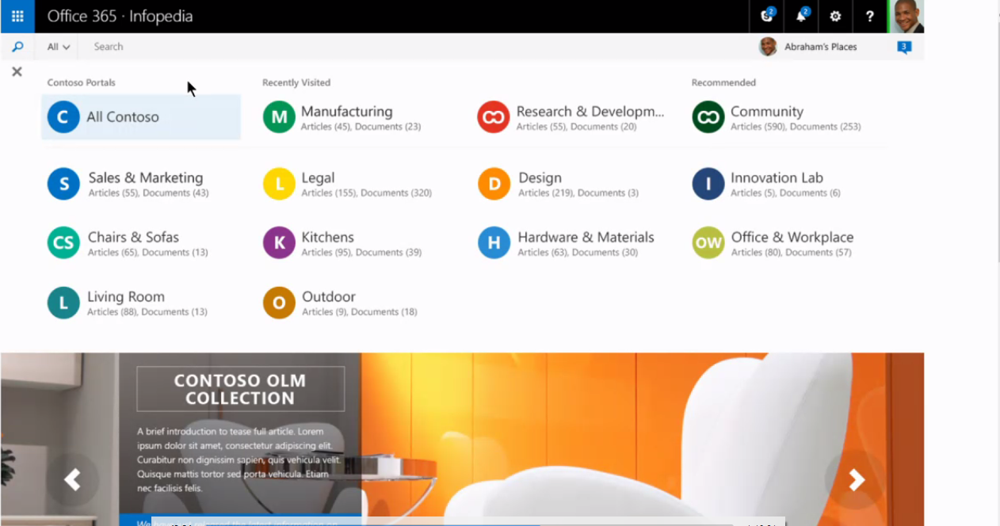 Office 365 · Infopedia
2
2
?
All
Search
Abraham's Places
3
Contoso Portals
Recently Visited
Recommended
C
All Contoso
M
Manufacturing
Articles (45), Documents (23)
Research & Developm...
Articles (55), Documents (20)
Community
Articles (590), Documents (253)
S
Sales & Marketing
Articles (55), Documents (43)
L
Legal
Articles (155), Documents (320)
D
Design
Articles (219), Documents (3)
I
Innovation Lab
Articles (5), Documents (6)
CS
Chairs & Sofas
Articles (65), Documents (13)
K
Kitchens
Articles (95), Documents (39)
H
Hardware & Materials
Articles (63), Documents (30)
OW
Office & Workplace
Articles (80), Documents (57)
L
Living Room
Articles (88), Documents (13)
O
Outdoor
Articles (9), Documents (18)
CONTOSO OLM
COLLECTION
A brief introduction to tease full article. Lorem
ipsum dolor sit amet, consectetur adipiscing elit.
Curabitur non dignissim sapien, quis vehicula velit.
Quisque mattis tortor sed porta vehicula. Etiam
nec facilisis felis.